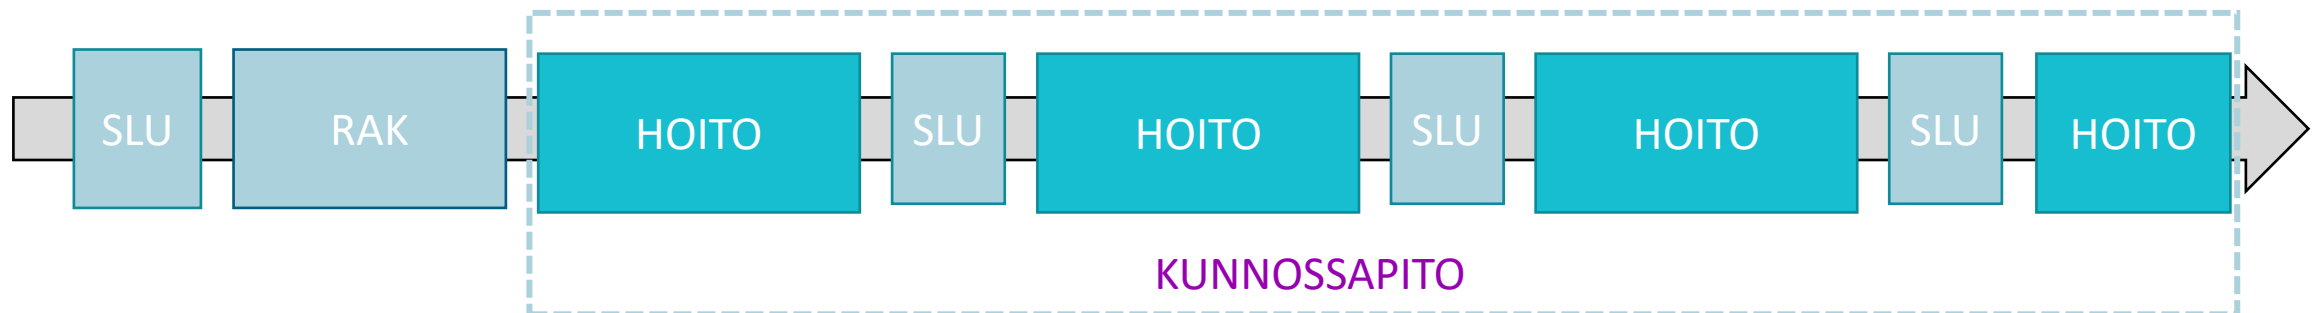 SLU RAK HOITO SLU HOITO SLU HOITO SLU HOITO
KUNNOSSAPITO